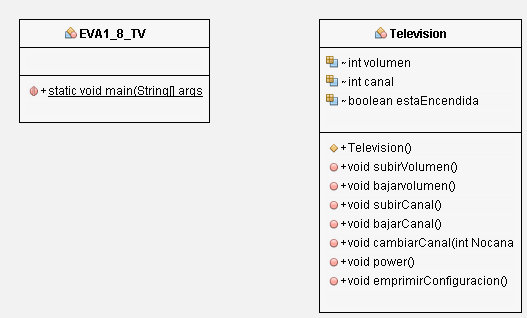 EVA1_8_TV
+static void main(String[] args
Television
~int volumen
~int canal
~boolean estaEncendida
+Television()
+void subirVolumen()
+void bajarvolumen()
+void subirCanal()
+void bajarCanal()
+void cambiarCanal(int Nocana
+void power()
+void emprimirConfiguracion()